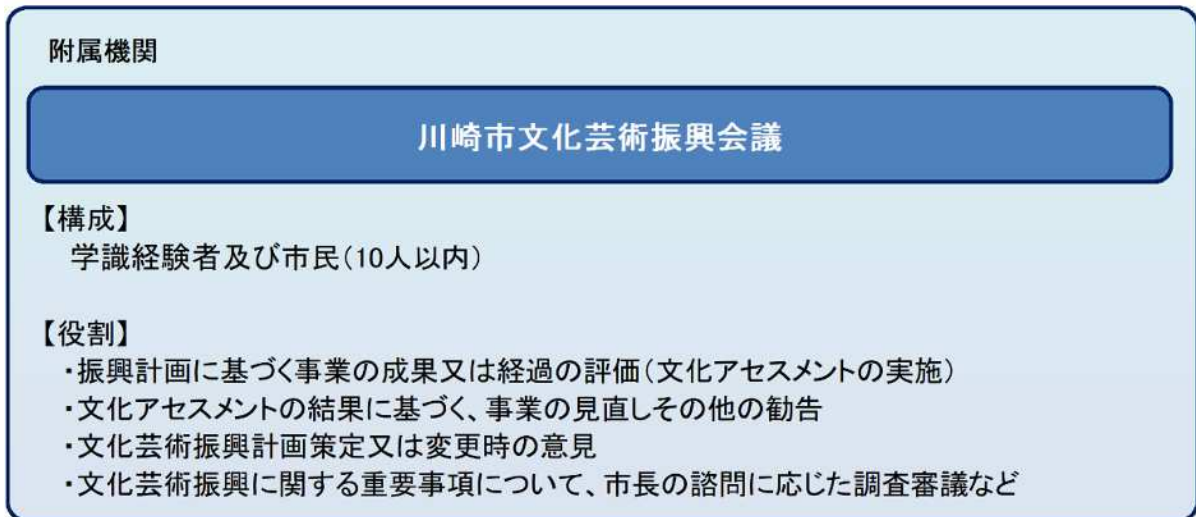 附属機関
川崎市文化芸術振興会議
【構成】
学識経験者及び市民(10人以内)
【役割】
・振興計画に基づく事業の成果又は経過の評価(文化アセスメントの実施)
・文化アセスメントの結果に基づく、事業の見直しその他の勧告
・文化芸術振興計画策定又は変更時の意見
・文化芸術振興に関する重要事項について、市長の諮問に応じた調査審議など